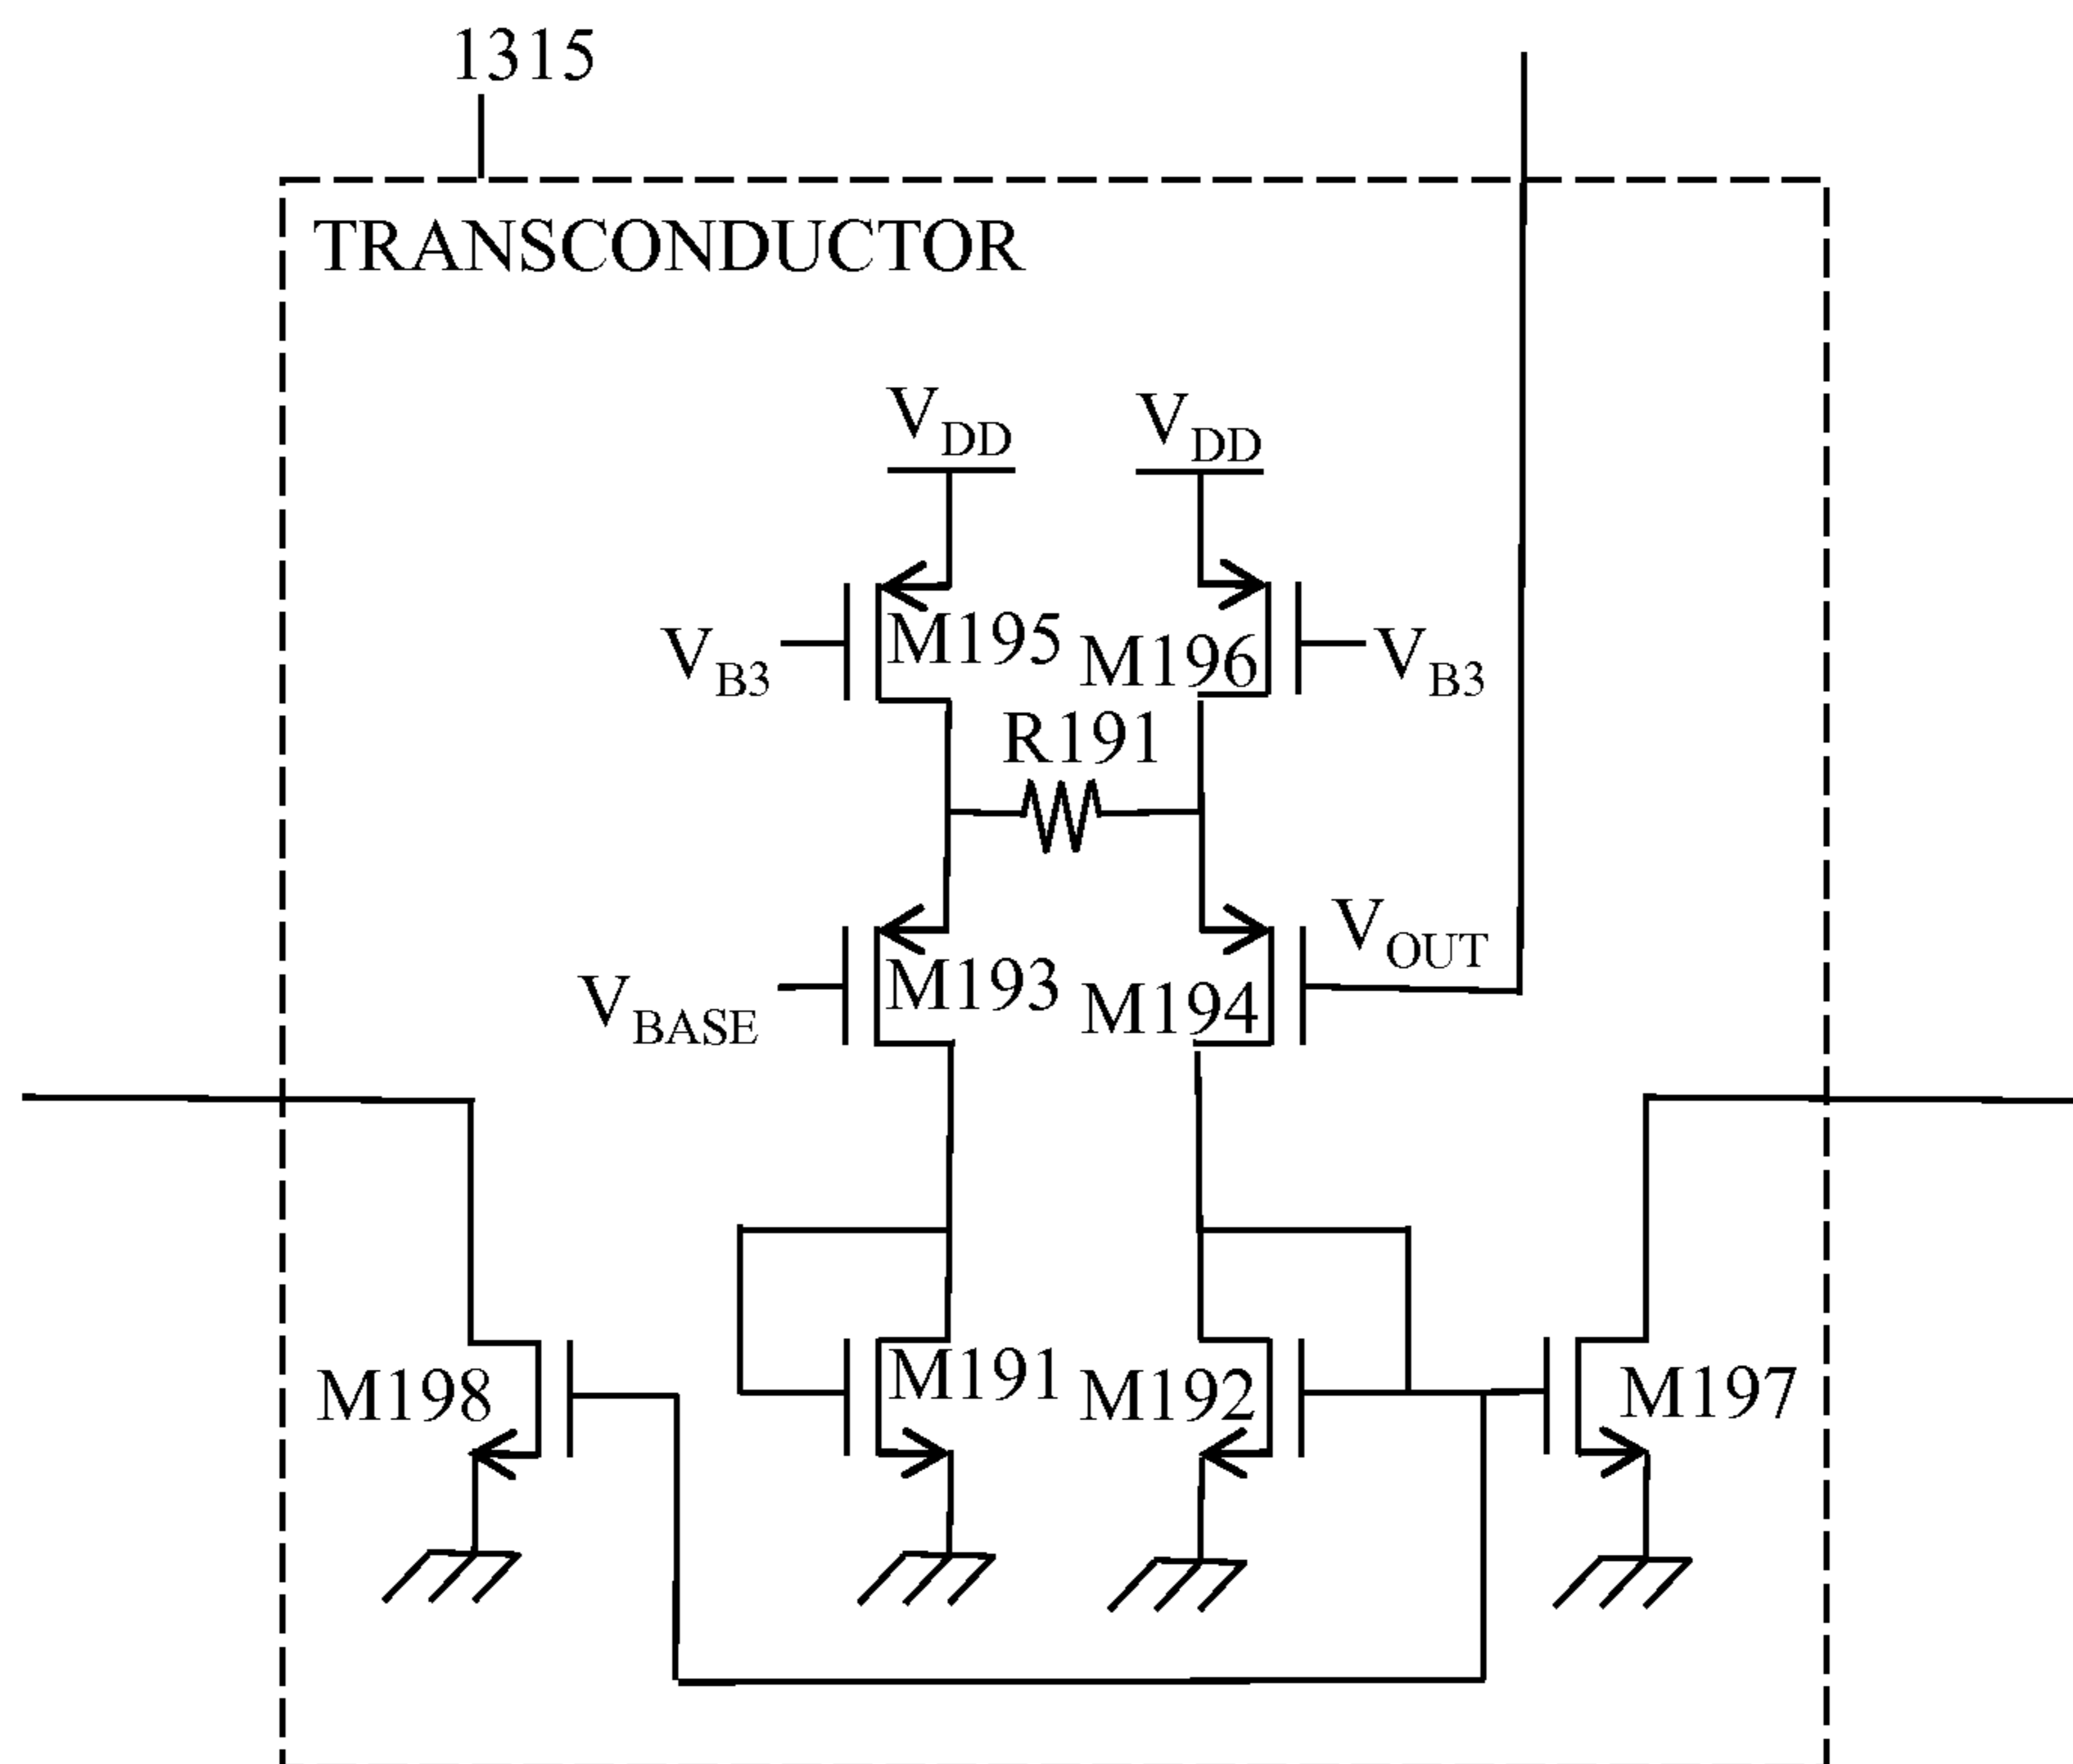 1315
TRANSCONDUCTOR
VDD
VDD
VB3
M195
M196
VB3
R191
VBASE
M193
M194
VOUT
M198
M191
M192
M197